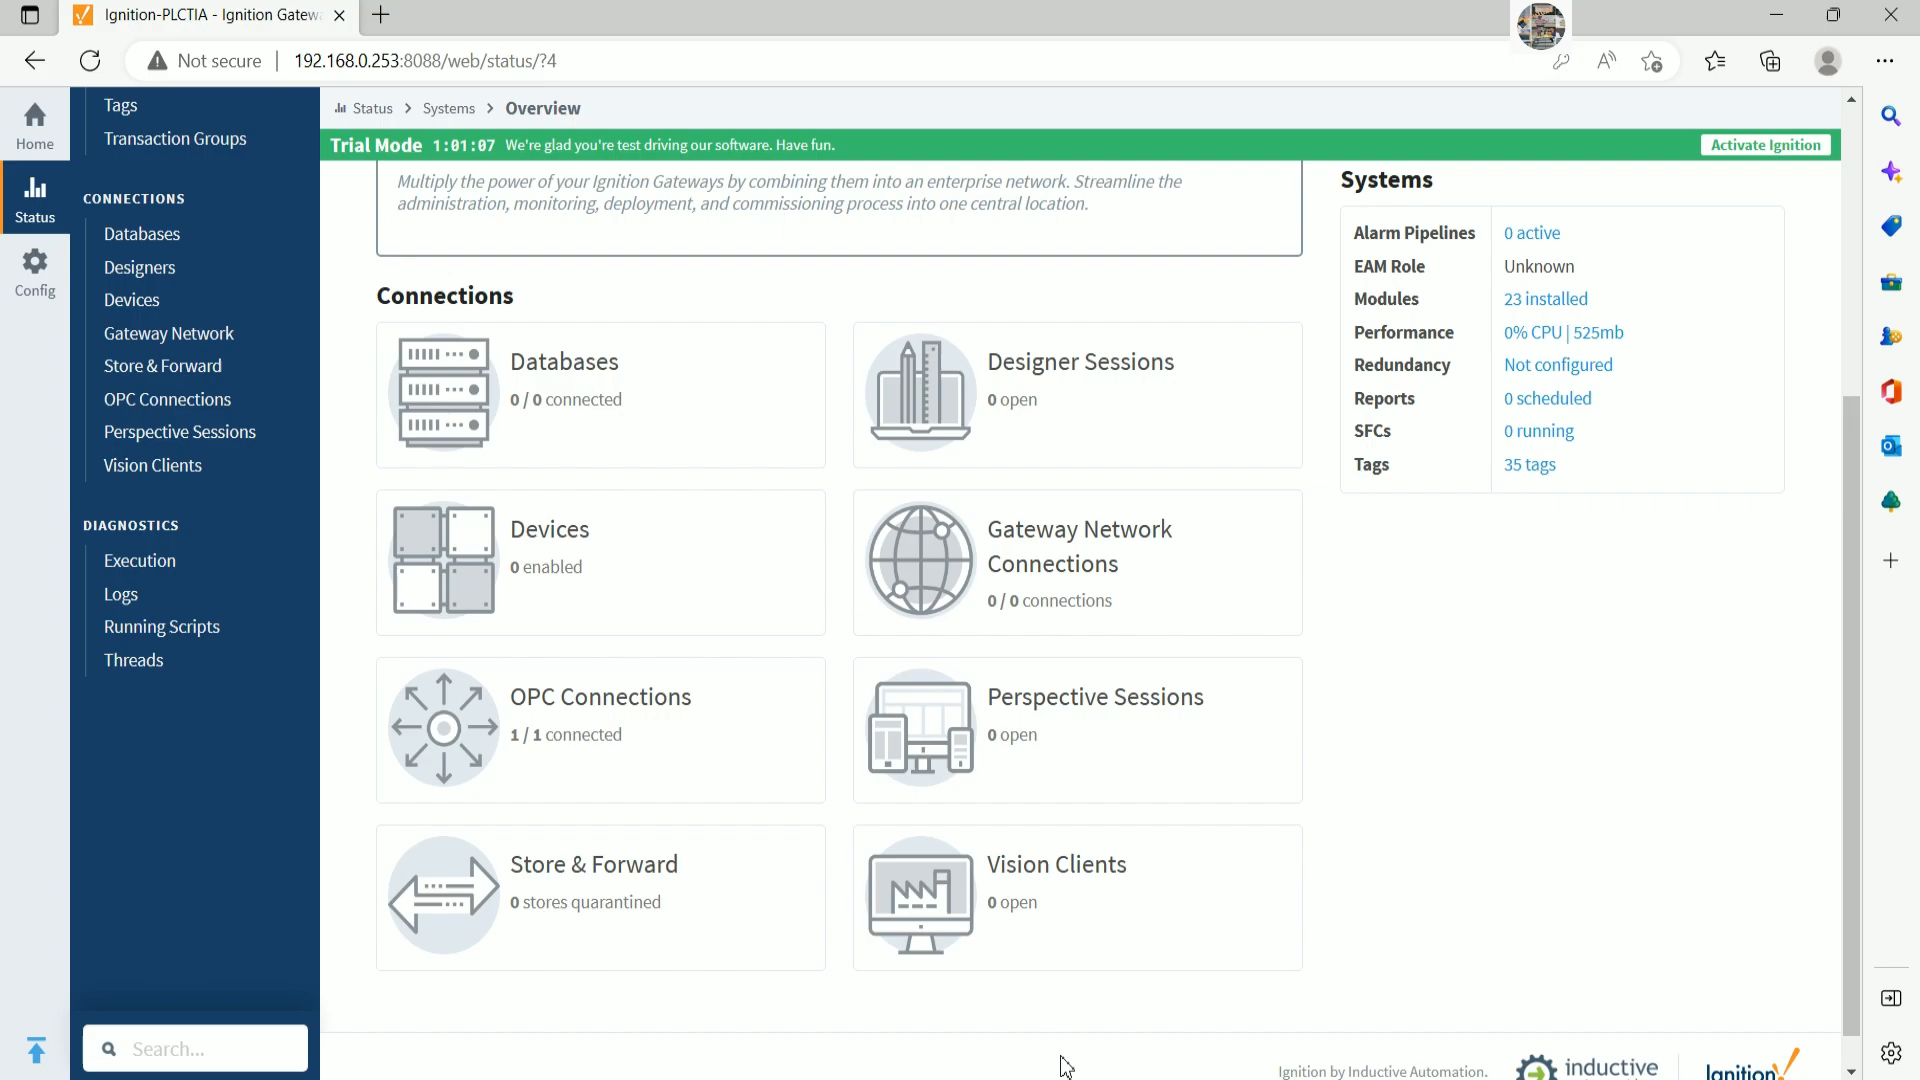 Ignition-PLCTIA - Ignition Gatew
Not secure
192.168.0.253:8088/web/status/?4
Home
Status
Config
Tags
Transaction Groups
CONNECTIONS
Databases
Designers
Devices
Gateway Network
Store & Forward
OPC Connections
Perspective Sessions
Vision Clients
DIAGNOSTICS
Execution
Logs
Running Scripts
Threads
Search...
Status > Systems > Overview
Trial Mode 1:01:07 We're glad you're test driving our software. Have fun.
Activate Ignition
Multiply the power of your Ignition Gateways by combining them into an enterprise network. Streamline the
administration, monitoring, deployment, and commissioning process into one central location.
Connections
Databases
0 / 0 connected
Designer Sessions
0 open
Devices
0 enabled
Gateway Network
Connections
0 / 0 connections
OPC Connections
1 / 1 connected
Perspective Sessions
0 open
Store & Forward
0 stores quarantined
Vision Clients
0 open
Systems
Alarm Pipelines 0 active
EAM Role Unknown
Modules 23 installed
Performance 0% CPU | 525mb
Redundancy Not configured
Reports 0 scheduled
SFCs 0 running
Tags 35 tags
Ignition by Inductive Automation.
inductive
Ignition